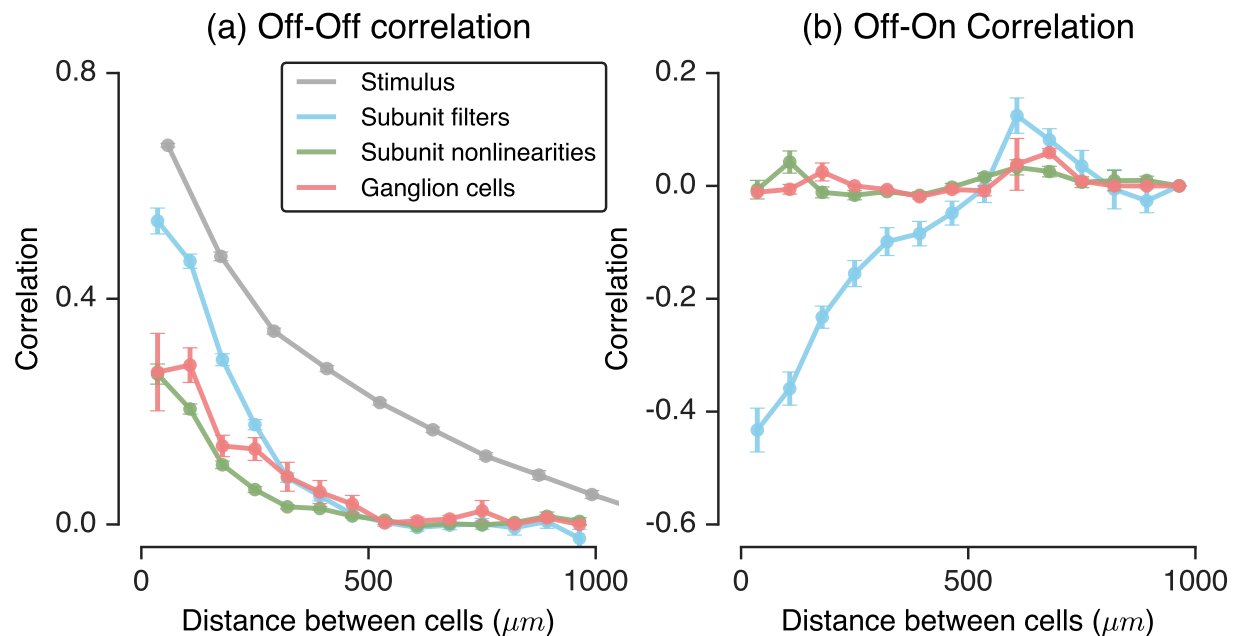 (a) Off-Off correlation
0.8
0.4
0.0
Correlation
Stimulus
Subunit filters
Subunit nonlinearities
Ganglion cells
0
500
1000
Distance between cells (μm)
(b) Off-On Correlation
0.2
0.0
-0.2
-0.4
-0.6
Correlation
0
500
1000
Distance between cells (μm)